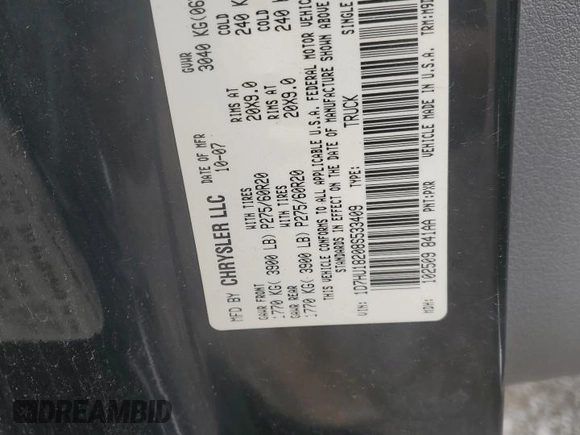 MFD BY CHRYSLER LLC
DATE OF MFR
10-07
GVWR
3040 KG(
GAWR FRONT
1770 KG( 3900 LB)
WITH TIRES
P275/60R20
RIMS AT
20X9.0
COLD
240
GAWR REAR
1770 KG( 3900 LB)
WITH TIRES
P275/60R20
RIMS AT
20X9.0
COLD
240
THIS VEHICLE CONFORMS TO ALL APPLICABLE U.S.A. FEDERAL MOTOR
STANDARDS IN EFFECT ON THE DATE OF MANUFACTURE SHOWN ABOVE
VIN: 1D7HU18208S533409 TYPE: TRUCK SINGLE
102509 841AA PNT:PXR VEHICLE MADE IN U.S.A.
DREAMBID